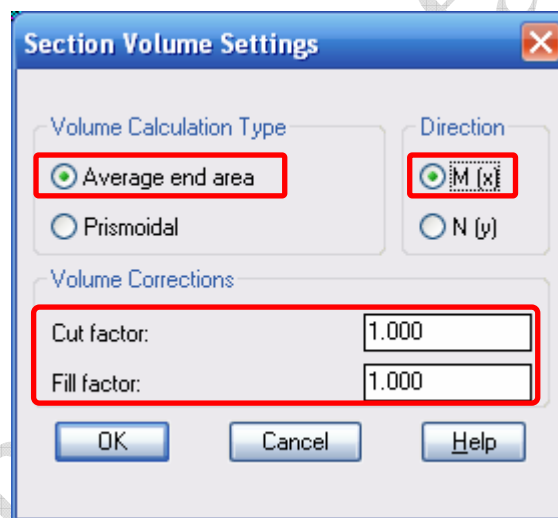 Section Volume Settings
Volume Calculation Type
Direction
Average end area
M (x)
Prismoidal
N (y)
Volume Corrections
Cut factor: 1.000
Fill factor: 1.000
OK Cancel Help